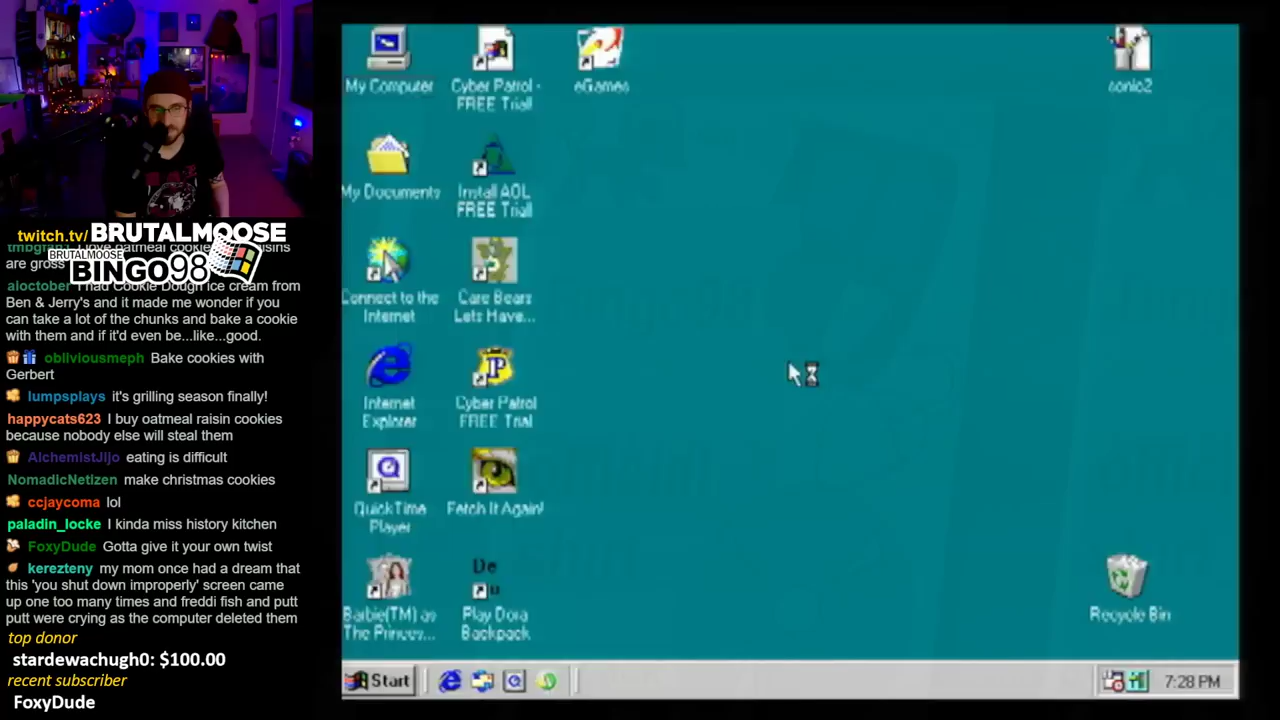 twitch.tv/BRUTALMOOSE
BRUTALMOOSE
BINGO98
are gross
aioctober I had Cookie Dough ice cream from
Ben & Jerry's and it made me wonder if you
can take a lot of the chunks and bake a cookie
with them and if it'd even be...like...good.
obliviousmeph Bake cookies with
Gerbert
lumpsplays it's grilling season finally!
happycats623 I buy oatmeal raisin cookies
because nobody else will steal them
AlchemistJijo eating is difficult
NomadicNetizen make christmas cookies
ccjaycoma lol
paladin_locke I kinda miss history kitchen
FoxyDude Gotta give it your own twist
kerezteny my mom once had a dream that
this 'you shut down improperly' screen came
up one too many times and freddi fish and putt
putt were crying as the computer deleted them
top donor
stardewachugh0: $100.00
recent subscriber
FoxyDude
My Computer
Cyber Patrol -
FREE Trial!
eGames
sonic2
My Documents
Install AOL
FREE Trial
Connect to the
Internet
Care Bears
Lets Have...
Internet
Explorer
Cyber Patrol
FREE Trial
QuickTime
Player
Fetch It Again!
Barbie(TM) as
The Princes...
De
u
Play Dora
Backpack
Recycle Bin
Start
7:28 PM